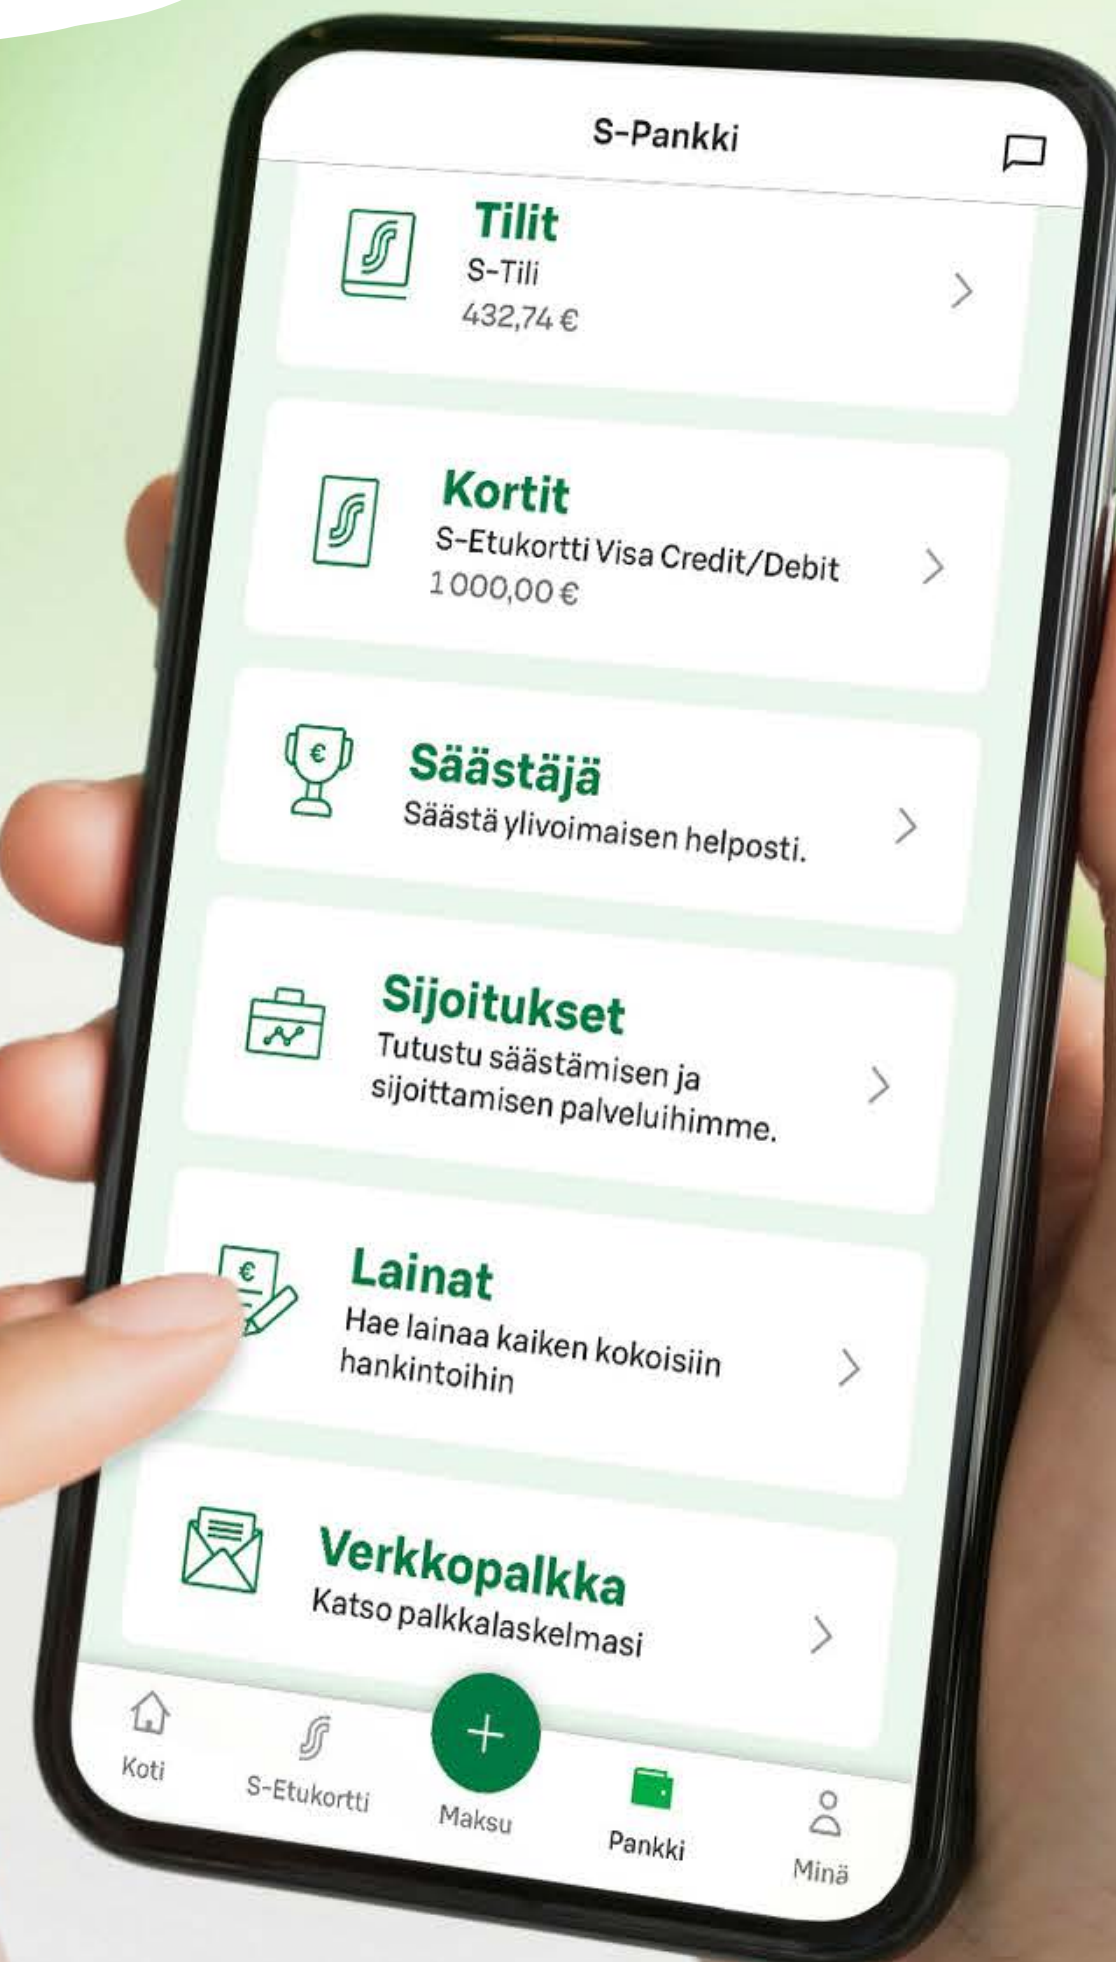 S-Pankki
Tilit
S-Tili
432,74 €
Kortit
S-Etukortti Visa Credit/Debit
1 000,00 €
€
Säästäjä
Säästä ylivoimaisen helposti.
Sijoitukset
Tutustu säästämisen ja
sijoittamisen palveluihimme.
€
Lainat
Hae lainaa kaiken kokoisiin
hankintoihin
Verkkopalkka
Katso palkkalaskelmasi
Koti
S-Etukortti
Maksu
Pankki
Minä